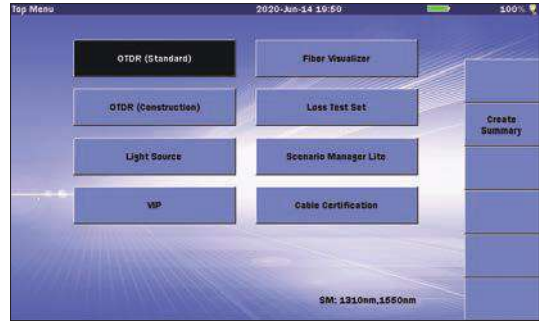 Top Menu 2020-Jun-14 19:50 100%
OTDR (Standard) Fiber Visualizer
OTDR (Construction) Loss Test Set
Create
Summary
Light Source Scenario Manager Lite
VIP Cable Certification
SM: 1310nm,1550nm